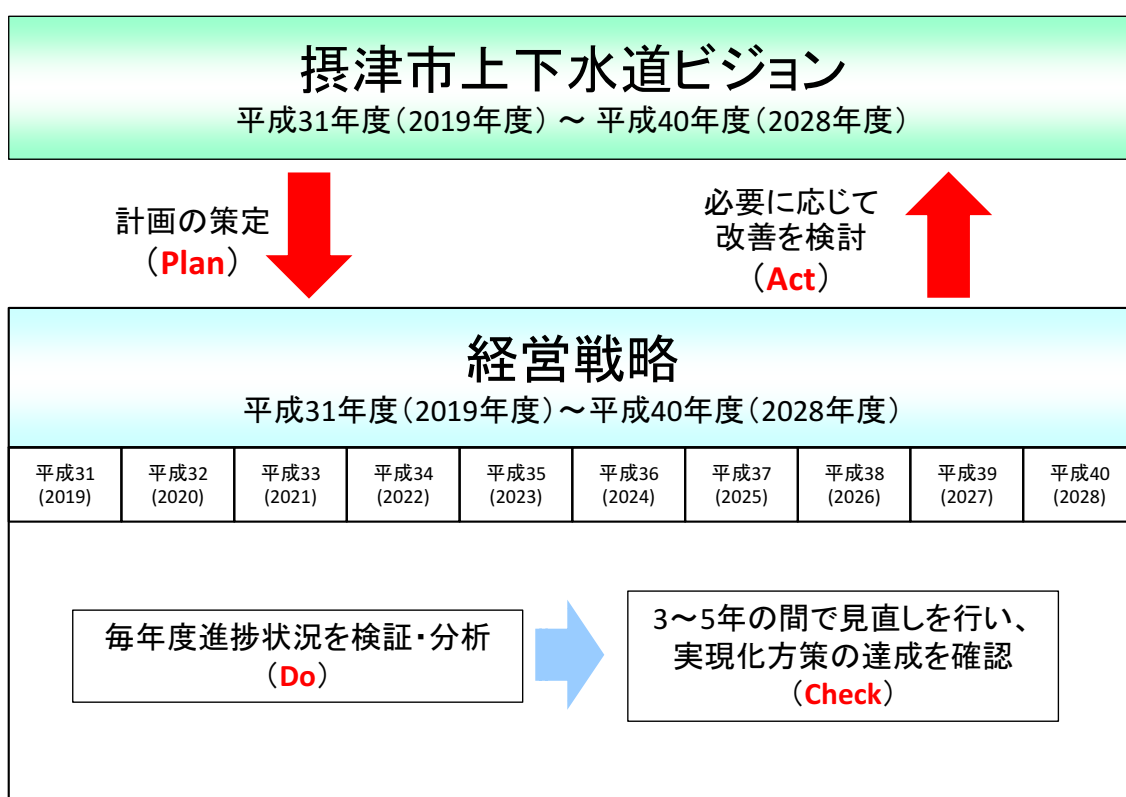 摂津市上下水道ビジョン
平成31年度（2019年度）～ 平成40年度（2028年度）
計画の策定
（Plan）
必要に応じて
改善を検討
（Act）
経営戦略
平成31年度（2019年度）～平成40年度（2028年度）
平成31
(2019)
平成32
(2020)
平成33
(2021)
平成34
(2022)
平成35
(2023)
平成36
(2024)
平成37
(2025)
平成38
(2026)
平成39
(2027)
平成40
(2028)
毎年度進捗状況を検証・分析
（Do）
3～5年の間で見直しを行い、
実現化方策の達成を確認
（Check）